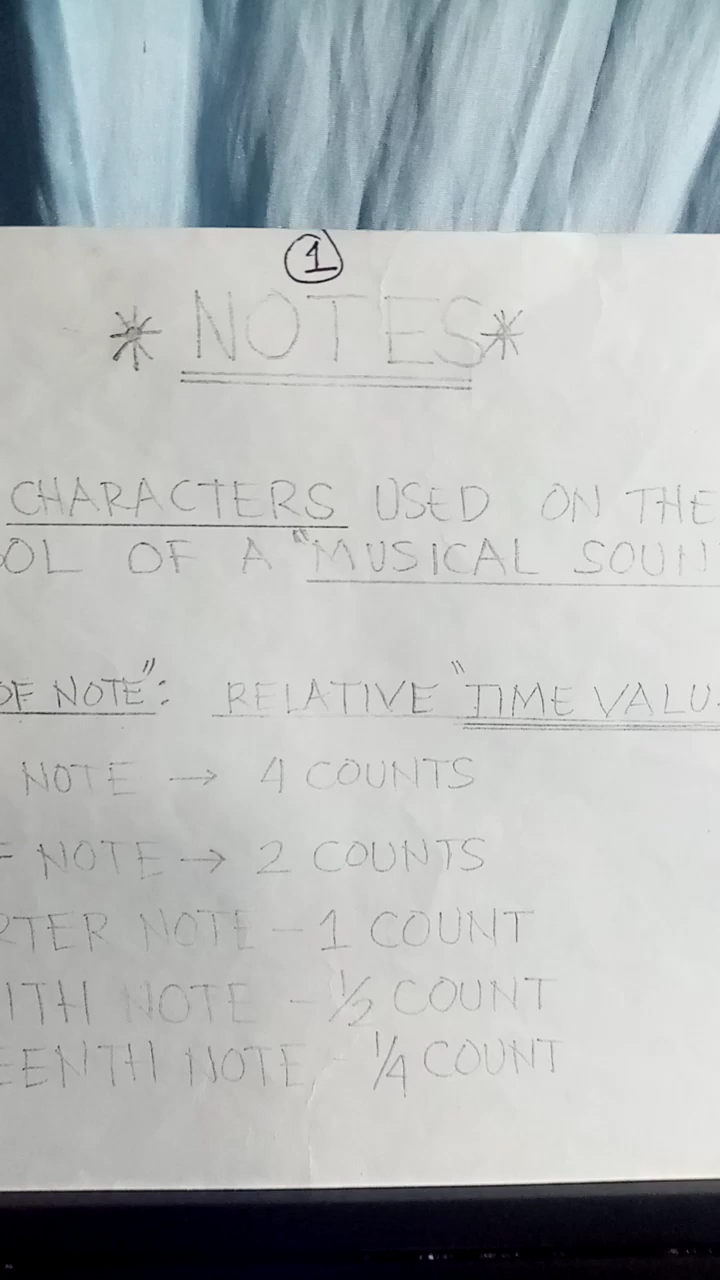 1
* NOTES *
CHARACTERS USED ON THE
OL OF A "MUSICAL SOUN
OF NOTE": RELATIVE "TIME VALU
NOTE → 4 COUNTS
F NOTE → 2 COUNTS
RTER NOTE - 1 COUNT
ITH NOTE - 1/2 COUNT
EENTH NOTE - 1/4 COUNT